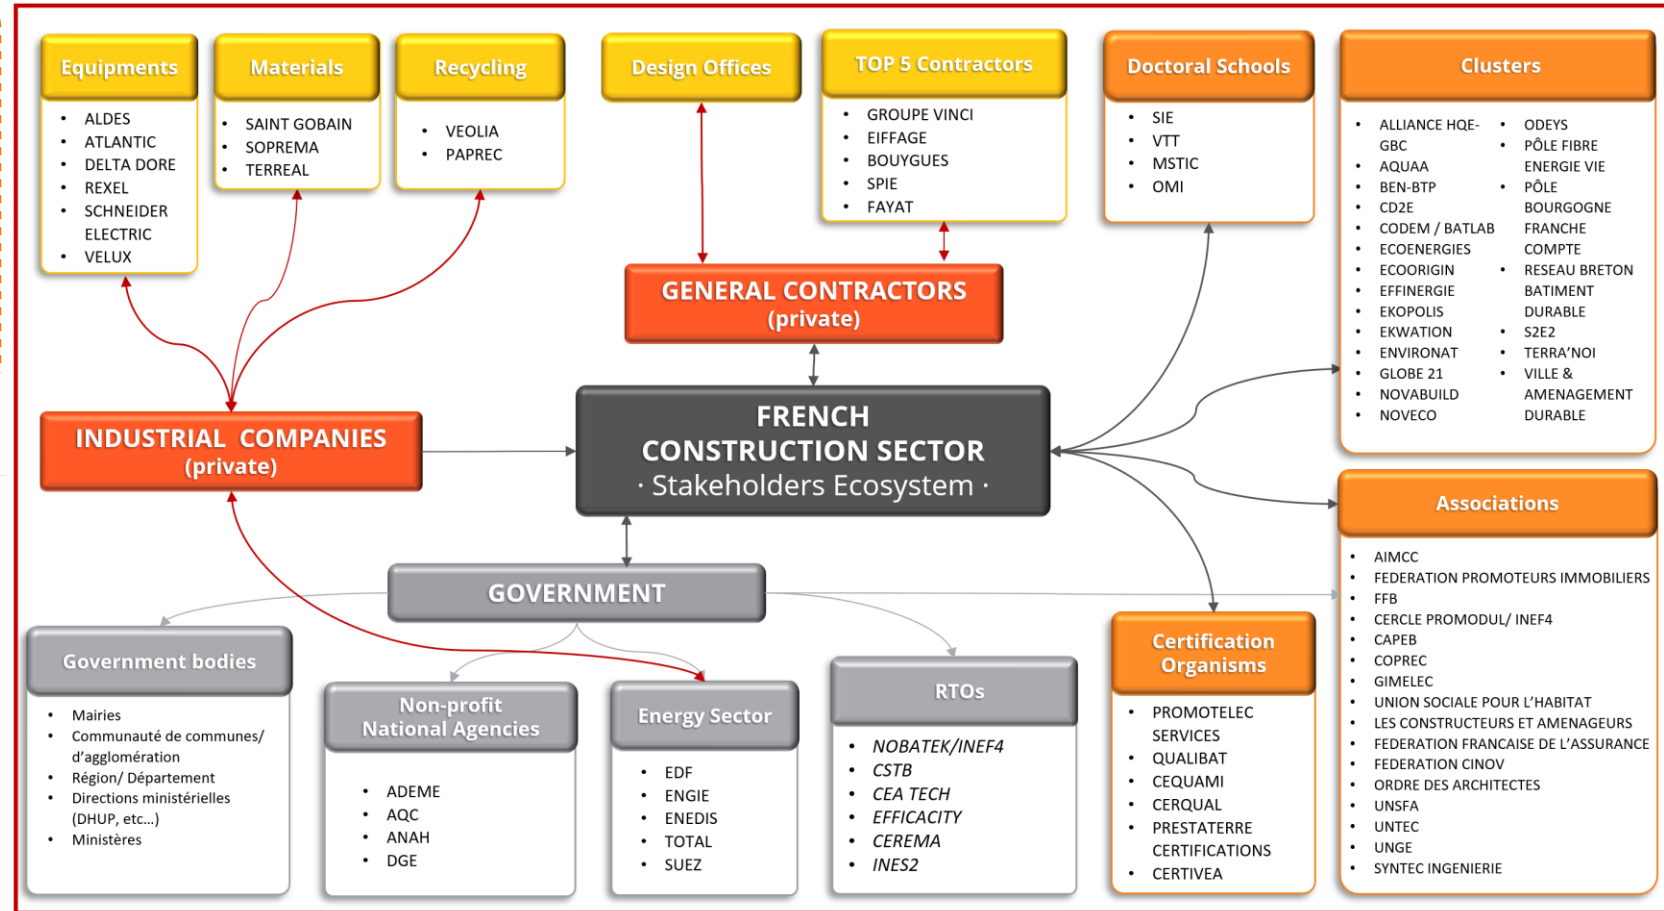 Equipments
• ALDES
• ATLANTIC
• DELTA DORE
• REXEL
• SCHNEIDER
ELECTRIC
• VELUX
Materials
• SAINT GOBAIN
• SOPREMA
• TERREAL
Recycling
• VEOLIA
• PAPREC
Design Offices
TOP 5 Contractors
• GROUPE VINCI
• EIFFAGE
• BOUYGUES
• SPIE
• FAYAT
Doctoral Schools
• SIE
• VTT
• MSTIC
• OMI
Clusters
• ALLIANCE HQE-
GBC
• AQUAA
• BEN-BTP
• CD2E
• CODEM / BATLAB
• ECOENERGIES
• ECOORIGIN
• EFFINERGIE
• EKOPOLIS
• EKWATION
• ENVIRONAT
• GLOBE 21
• NOVABUILD
• NOVECO
• ODEYS
• PÔLE FIBRE
ENERGIE VIE
• PÔLE
BOURGOGNE
FRANCHE
COMPTE
• RESEAU BRETON
BATIMENT
DURABLE
• S2E2
• TERRA'NOI
• VILLE &
AMENAGEMENT
DURABLE
GENERAL CONTRACTORS
(private)
INDUSTRIAL COMPANIES
(private)
FRENCH
CONSTRUCTION SECTOR
· Stakeholders Ecosystem ·
GOVERNMENT
Government bodies
• Mairies
• Communauté de communes/
d'agglomération
• Région/ Département
• Directions ministérielles
(DHUP, etc...)
• Ministères
Non-profit
National Agencies
• ADEME
• AQC
• ANAH
• DGE
Energy Sector
• EDF
• ENGIE
• ENEDIS
• TOTAL
• SUEZ
RTOs
• NOBATEK/INEF4
• CSTB
• CEA TECH
• EFFICACITY
• CEREMA
• INES2
Certification
Organisms
• PROMOTELEC
SERVICES
• QUALIBAT
• CEQUAMI
• CERQUAL
• PRESTATERRE
CERTIFICATIONS
• CERTIVEA
Associations
• AIMCC
• FEDERATION PROMOTEURS IMMOBILIERS
• FFB
• CERCLE PROMODUL/ INEF4
• CAPEB
• COPREC
• GIMELEC
• UNION SOCIALE POUR L'HABITAT
• LES CONSTRUCTEURS ET AMENAGEURS
• FEDERATION FRANCAISE DE L'ASSURANCE
• FEDERATION CINOV
• ORDRE DES ARCHITECTES
• UNSFA
• UNTEC
• UNGE
• SYNTEC INGENIERIE